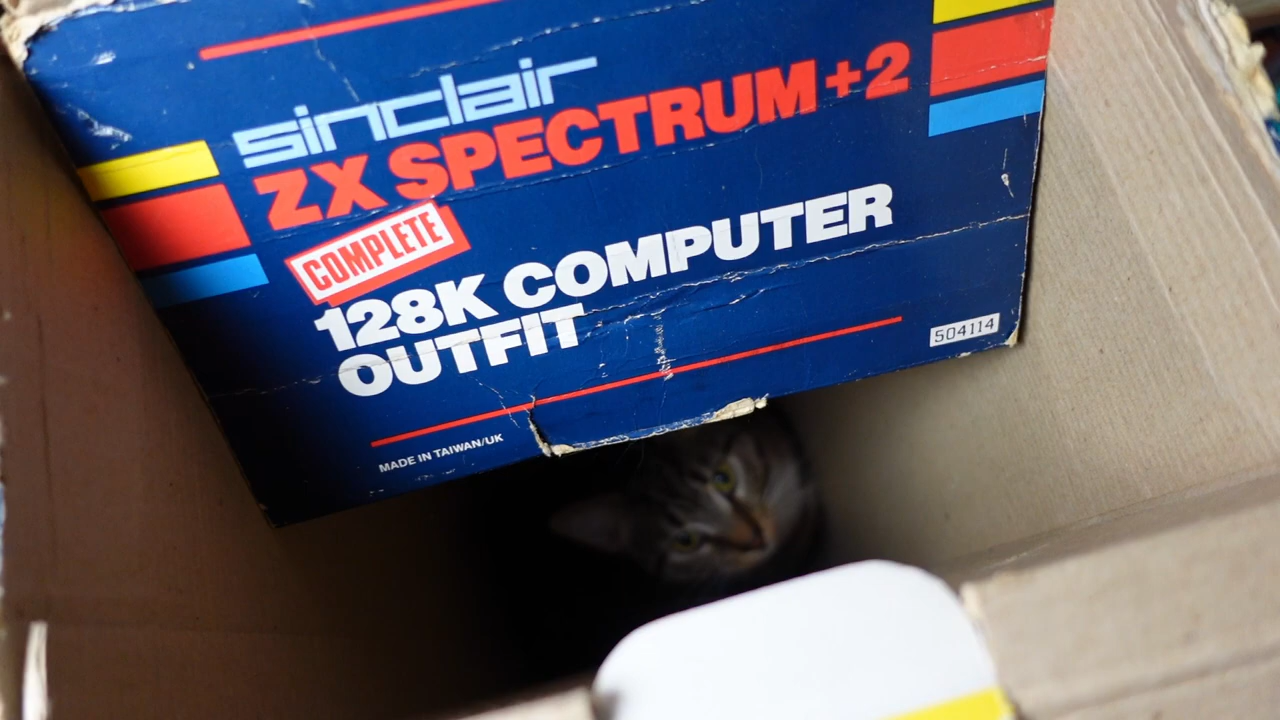 sinclair
ZX SPECTRUM+2
COMPLETE
128K COMPUTER
OUTFIT
504114
MADE IN TAIWAN/UK